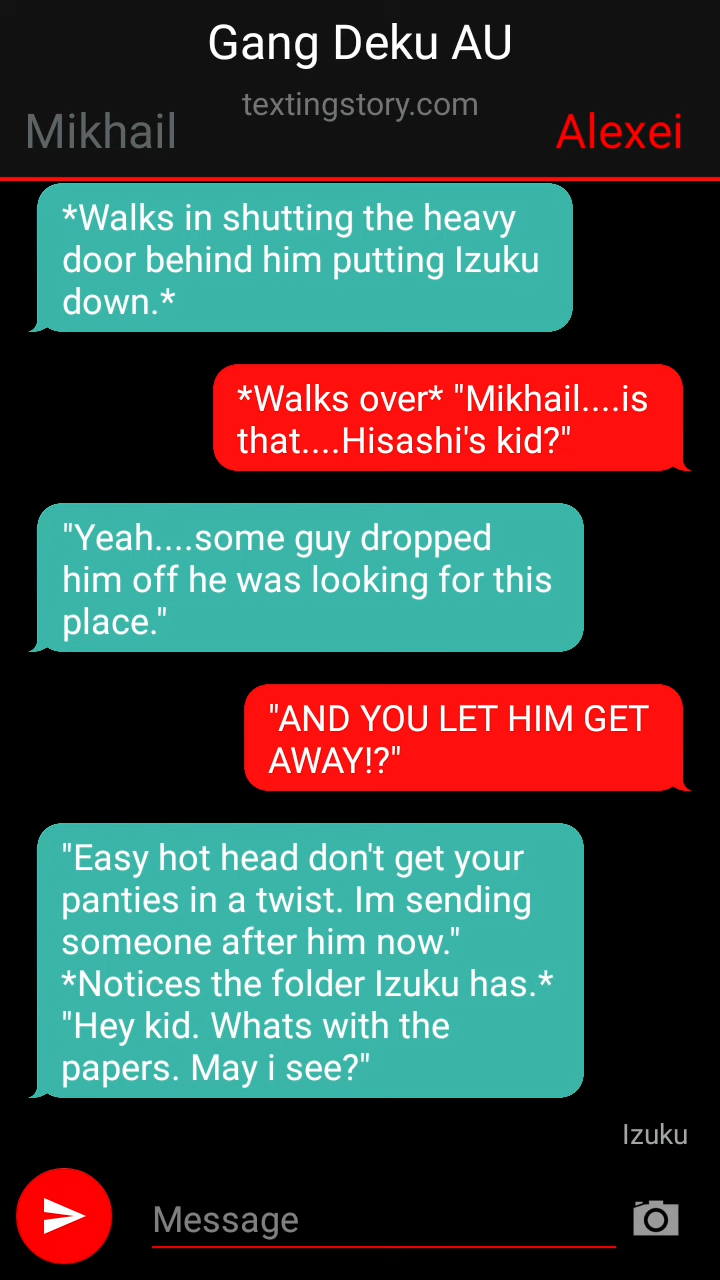 Gang Deku AU
textingstory.com
Mikhail
Alexei
*Walks in shutting the heavy
door behind him putting Izuku
down.*
*Walks over* "Mikhail....is
that....Hisashi's kid?"
"Yeah....some guy dropped
him off he was looking for this
place."
"AND YOU LET HIM GET
AWAY!?"
"Easy hot head don't get your
panties in a twist. Im sending
someone after him now."
*Notices the folder Izuku has.*
"Hey kid. Whats with the
papers. May i see?"
Izuku
Message